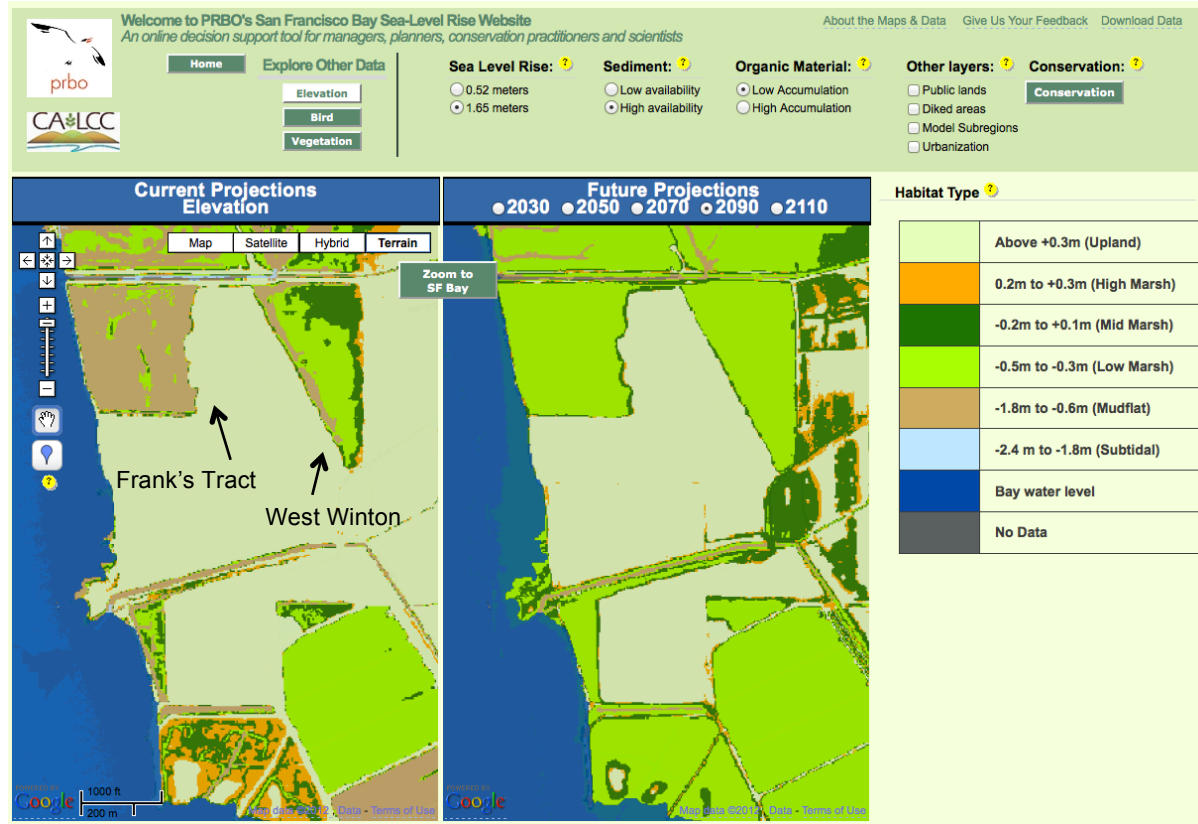 Welcome to PRBO's San Francisco Bay Sea-Level Rise Website
An online decision support tool for managers, planners, conservation practitioners and scientists
About the Maps & Data Give Us Your Feedback Download Data
prbo
CA LCC
Home
Explore Other Data
Elevation
Bird
Vegetation
Sea Level Rise: ?
0.52 meters
1.65 meters
Sediment: ?
Low availability
High availability
Organic Material: ?
Low Accumulation
High Accumulation
Other layers: ?
Public lands
Diked areas
Model Subregions
Urbanization
Conservation: ?
Conservation
Current Projections
Elevation
Map Satellite Hybrid Terrain
Zoom to
SF Bay
?
Frank's Tract
West Winton
POWERED BY
Google
1000 ft
200 m
Map data ©2012, Data - Terms of Use
Future Projections
2030 2050 2070 2090 2110
POWERED BY
Google
Map data ©2012, Data - Terms of Use
Habitat Type ?
Above +0.3m (Upland)
0.2m to +0.3m (High Marsh)
-0.2m to +0.1m (Mid Marsh)
-0.5m to -0.3m (Low Marsh)
-1.8m to -0.6m (Mudflat)
-2.4 m to -1.8m (Subtidal)
Bay water level
No Data